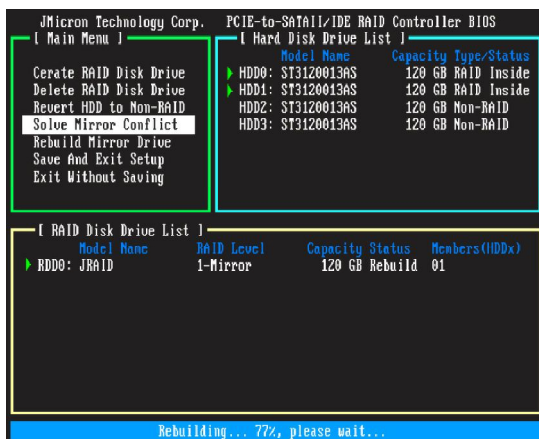 JMicron Technology Corp. PCIE-to-SATAII/IDE RAID Controller BIOS
[ Main Menu ]
Cerate RAID Disk Drive
Delete RAID Disk Drive
Revert HDD to Non-RAID
Solve Mirror Conflict
Rebuild Mirror Drive
Save And Exit Setup
Exit Without Saving
[ Hard Disk Drive List ]
Model Name Capacity Type/Status
HDD0: ST3120013AS 120 GB RAID Inside
HDD1: ST3120013AS 120 GB RAID Inside
HDD2: ST3120013AS 120 GB Non-RAID
HDD3: ST3120013AS 120 GB Non-RAID
[ RAID Disk Drive List ]
Model Name RAID Level Capacity Status Members(HDDx)
RDD0: JRAID 1-Mirror 120 GB Rebuild 01
Rebuilding... 77%, please wait...